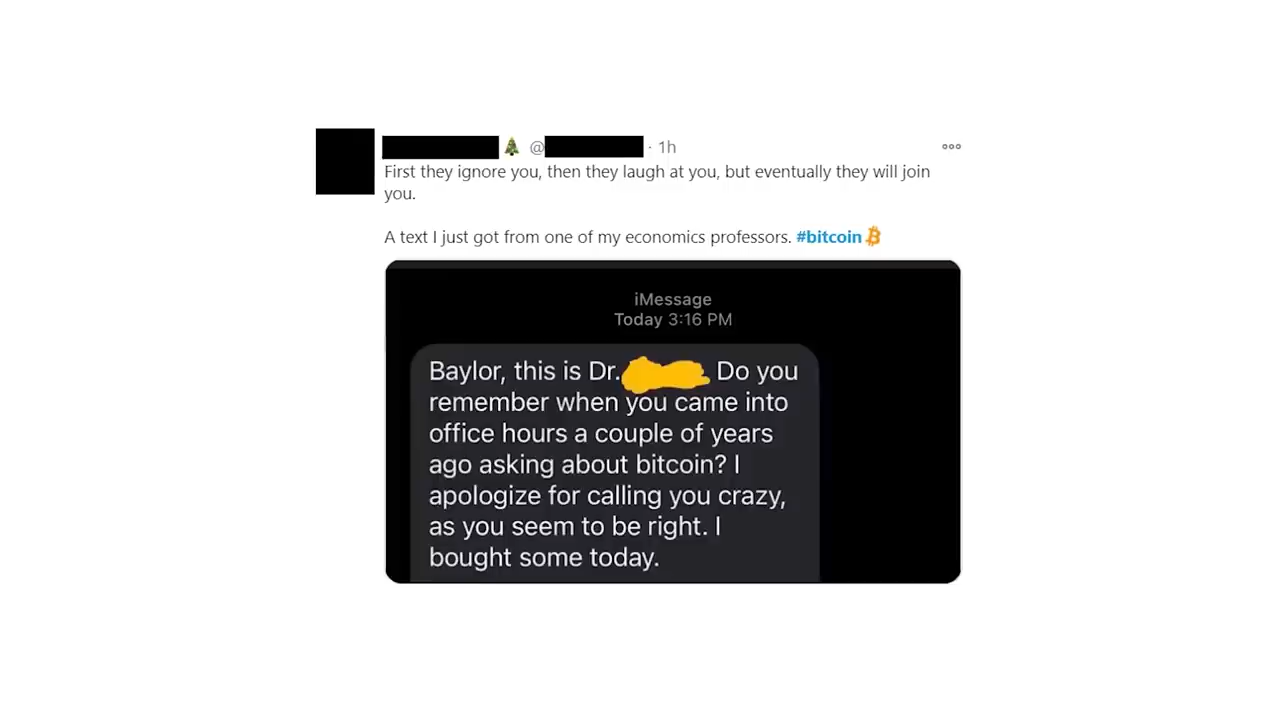 @ · 1h
First they ignore you, then they laugh at you, but eventually they will join
you.
A text I just got from one of my economics professors. #bitcoin
iMessage
Today 3:16 PM
Baylor, this is Dr. Do you
remember when you came into
office hours a couple of years
ago asking about bitcoin? I
apologize for calling you crazy,
as you seem to be right. I
bought some today.